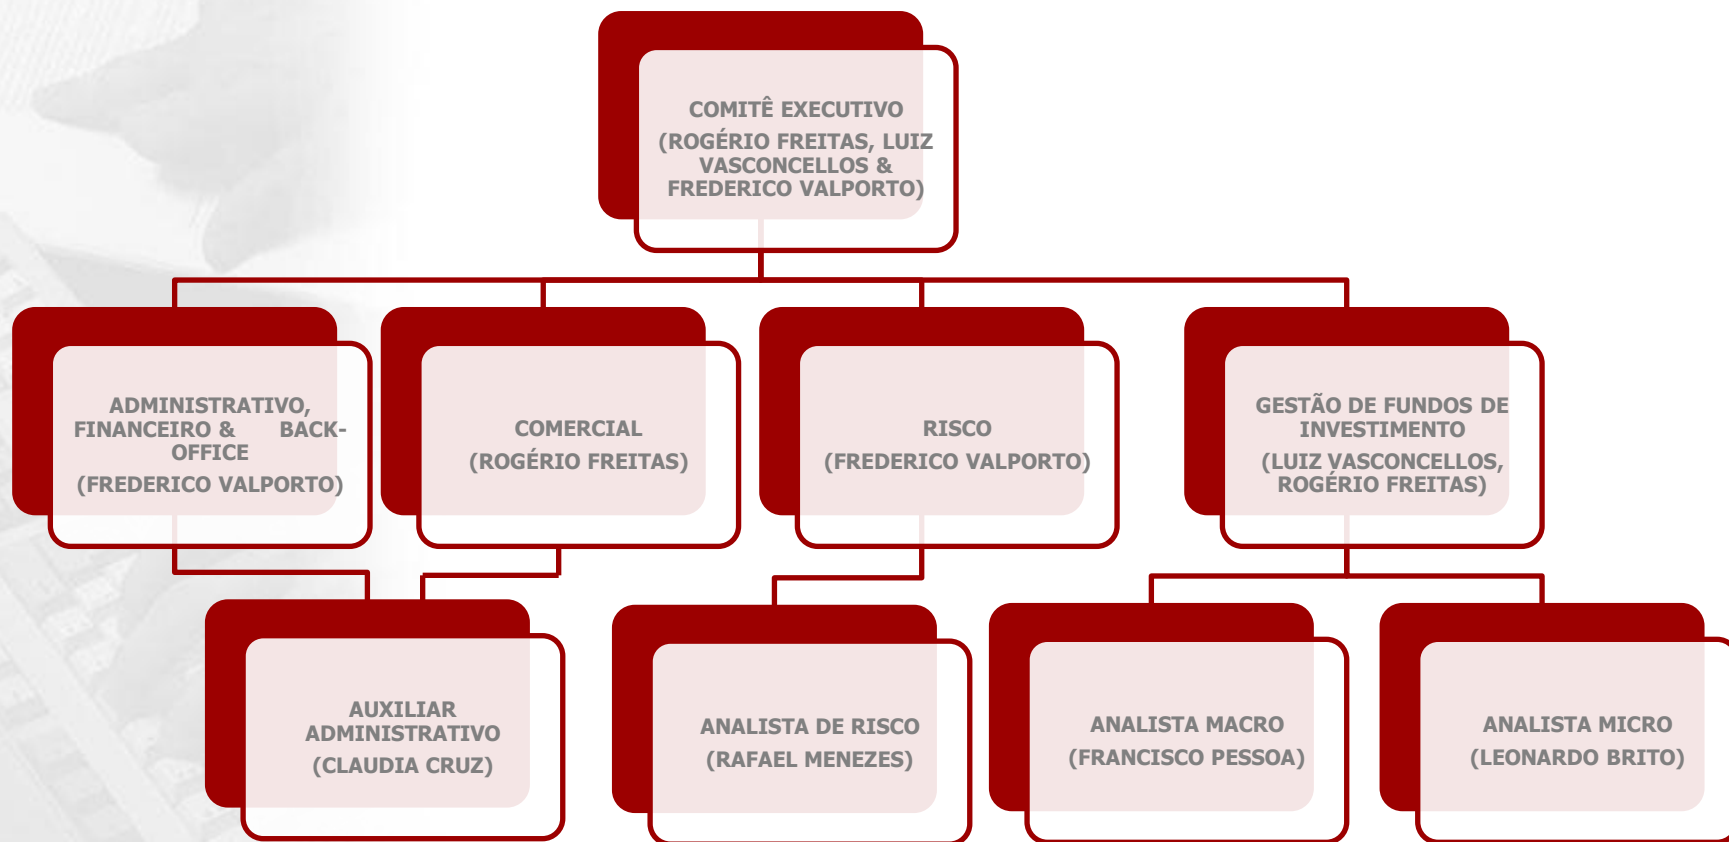 COMITÊ EXECUTIVO
(ROGÉRIO FREITAS, LUIZ
VASCONCELLOS &
FREDERICO VALPORTO)
ADMINISTRATIVO,
FINANCEIRO & BACK-
OFFICE
(FREDERICO VALPORTO)
COMERCIAL
(ROGÉRIO FREITAS)
RISCO
(FREDERICO VALPORTO)
GESTÃO DE FUNDOS DE
INVESTIMENTO
(LUIZ VASCONCELLOS,
ROGÉRIO FREITAS)
AUXILIAR
ADMINISTRATIVO
(CLAUDIA CRUZ)
ANALISTA DE RISCO
(RAFAEL MENEZES)
ANALISTA MACRO
(FRANCISCO PESSOA)
ANALISTA MICRO
(LEONARDO BRITO)